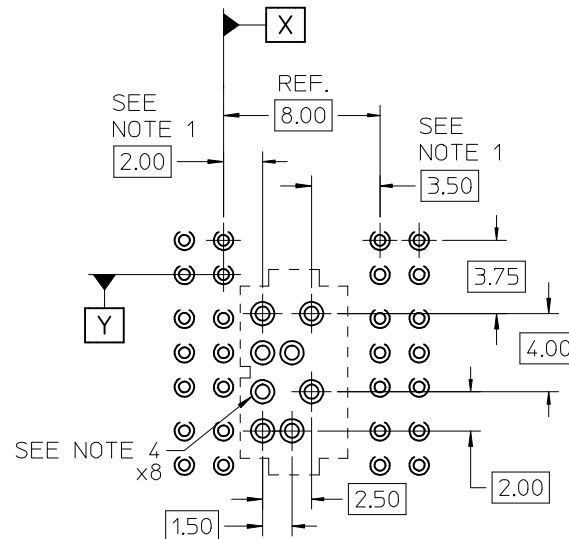 X
REF.
8.00
SEE
NOTE 1
2.00
SEE
NOTE 1
3.50
3.75
Y
4.00
SEE NOTE 4
x8
2.50
2.00
1.50